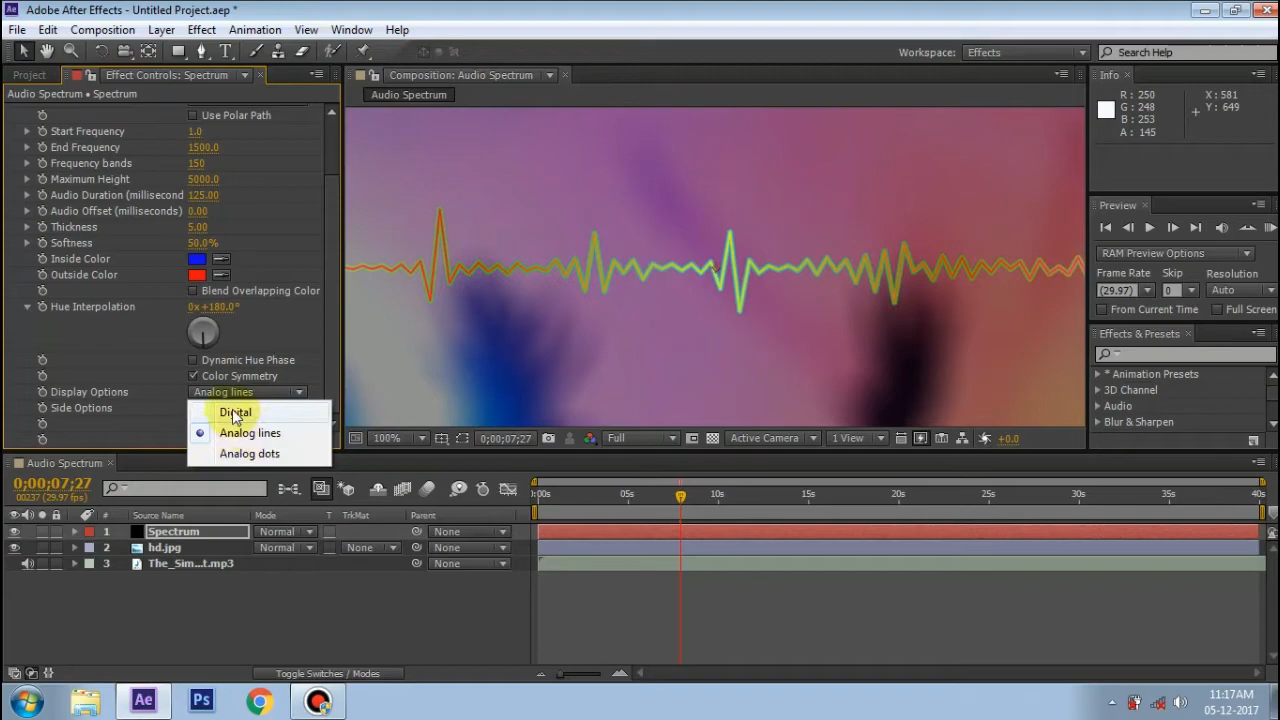 Adobe After Effects - Untitled Project.aep *
File Edit Composition Layer Effect Animation View Window Help
Workspace: Effects Search Help
Project Effect Controls: Spectrum Composition: Audio Spectrum Info
Audio Spectrum • Spectrum
Audio Spectrum
R: 250 X: 581
G: 248 Y: 649
B: 253
A: 145
Use Polar Path
Start Frequency 1.0
End Frequency 1500.0
Frequency bands 150
Maximum Height 5000.0
Audio Duration (millisecond 125.00
Audio Offset (milliseconds) 0.00
Thickness 5.00
Softness 50.0%
Inside Color
Outside Color
Blend Overlapping Color
Hue Interpolation 0x +180.0°
Dynamic Hue Phase
Color Symmetry
Display Options Analog lines
Side Options
Digital
Analog lines
Analog dots
Preview
RAM Preview Options
Frame Rate Skip Resolution
(29.97) 0 Auto
From Current Time Full Screen
Effects & Presets
* Animation Presets
3D Channel
Audio
Blur & Sharpen
100% 0;00;07;27 Full Active Camera 1 View +0.0
Audio Spectrum
0;00;07;27
00237 (29.97 fps)
0:00s 05s 10s 15s 20s 25s 30s 35s 40s
# Source Name Mode T TrkMat Parent
1 Spectrum Normal None
2 hd.jpg Normal None None
3 The_Sim...t.mp3 None
Toggle Switches / Modes
Ae Ps
11:17AM
05-12-2017